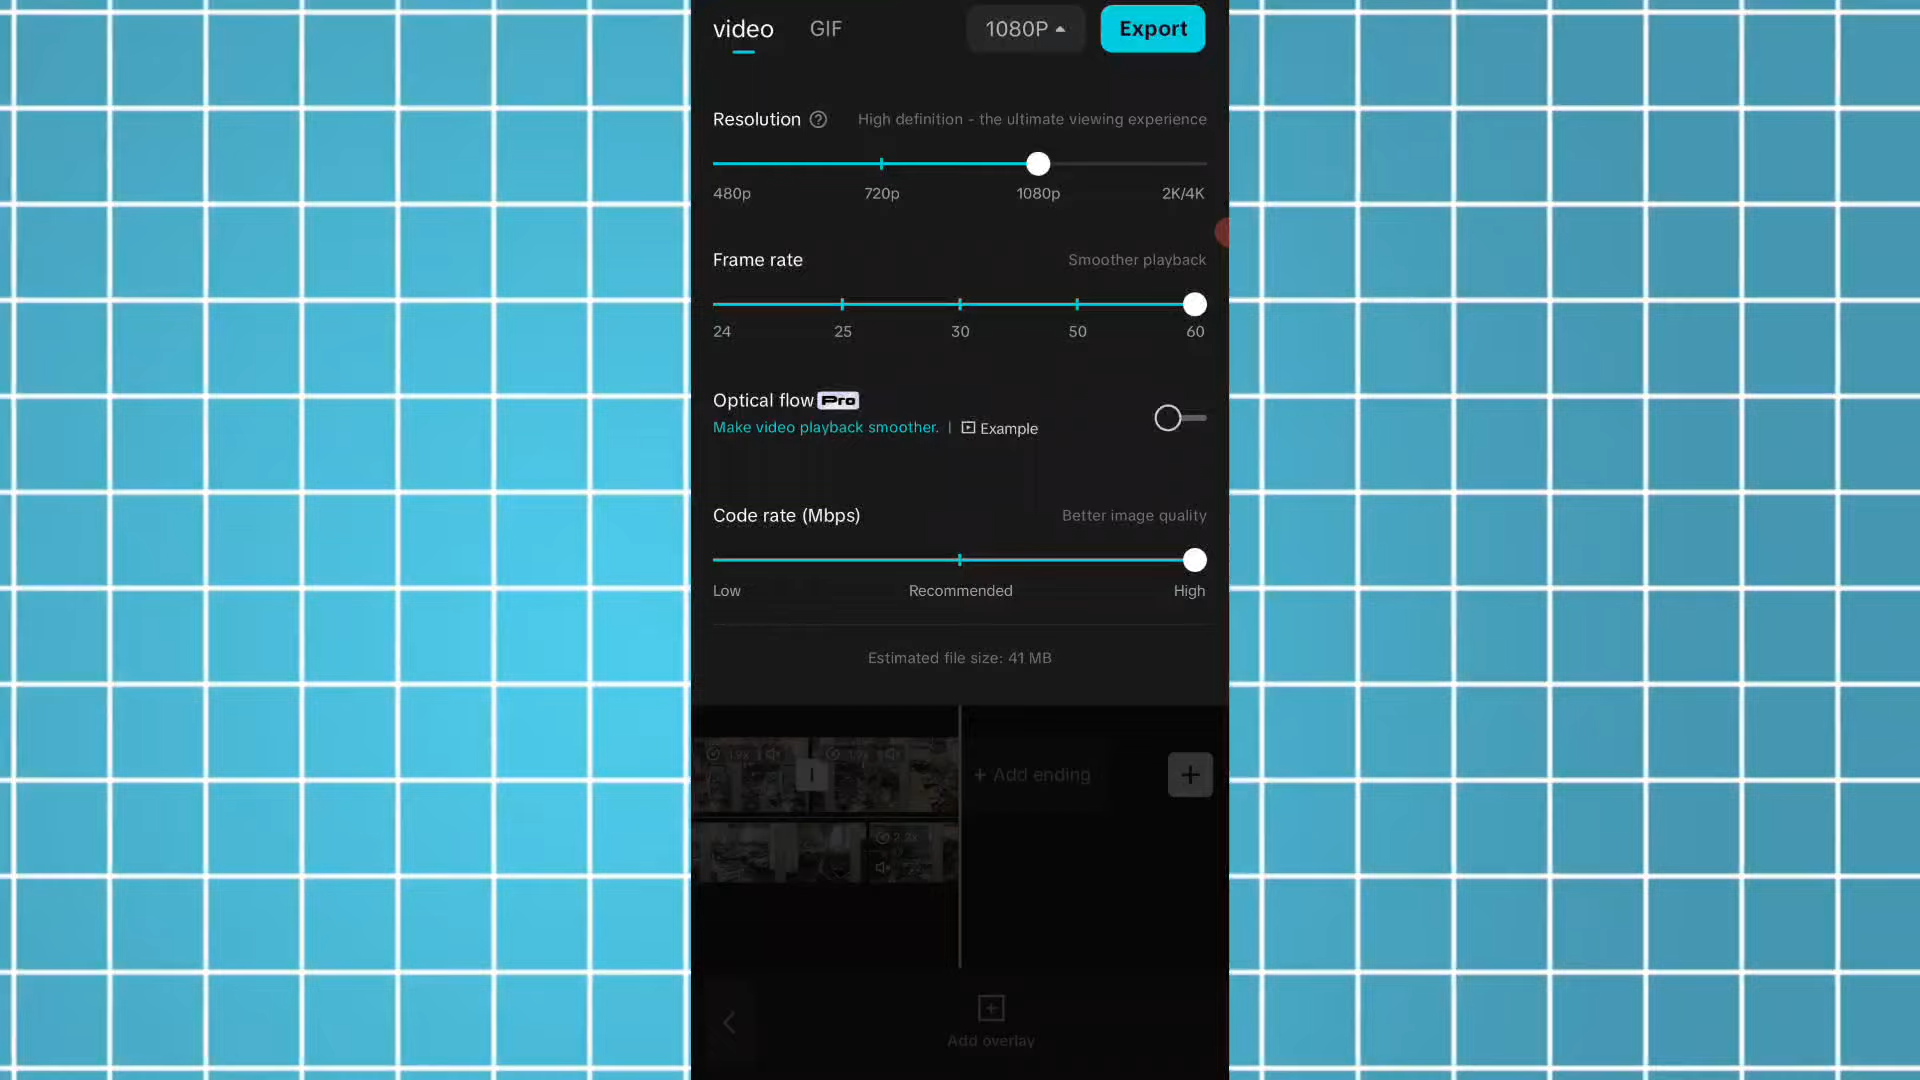 video GIF 1080P Export
Resolution High definition - the ultimate viewing experience
480p 720p 1080p 2K/4K
Frame rate Smoother playback
24 25 30 50 60
Optical flow Pro
Make video playback smoother. | Example
Code rate (Mbps) Better image quality
Low Recommended High
Estimated file size: 41 MB
+ Add ending
Add overlay